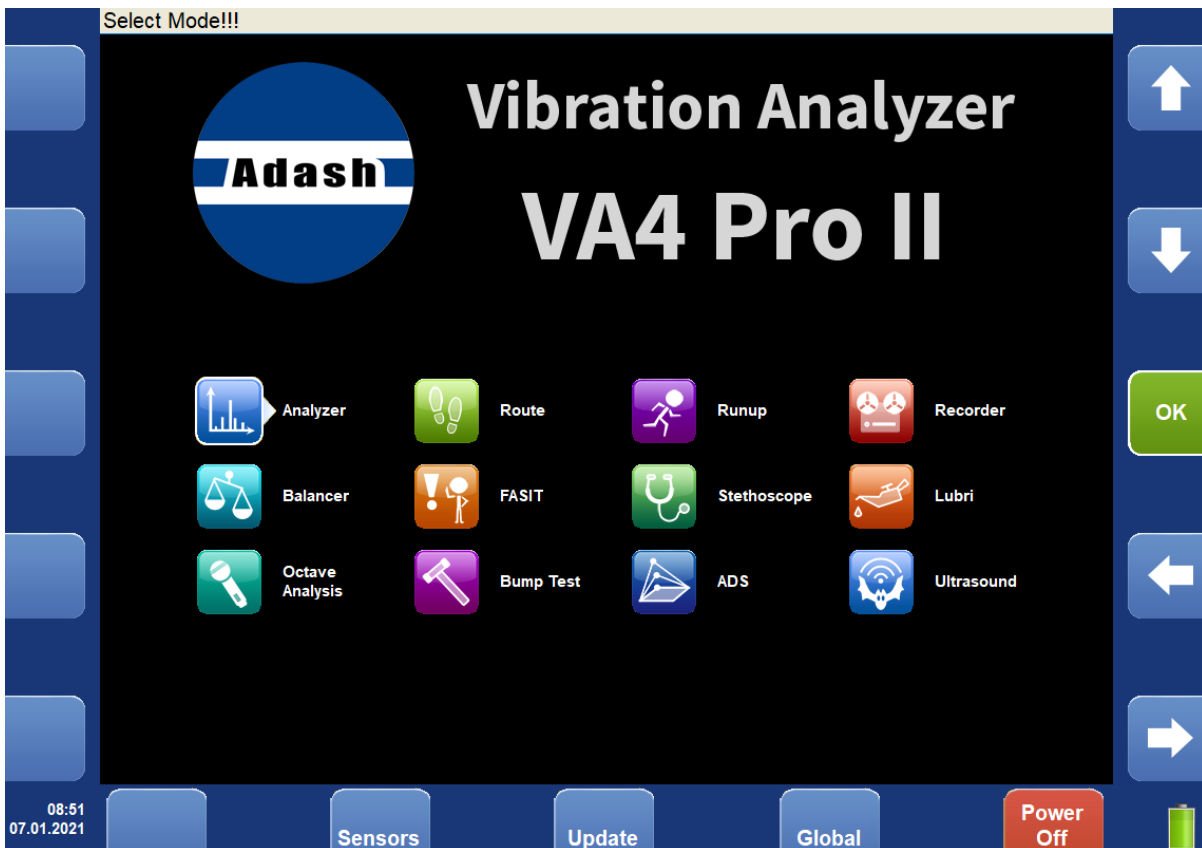 Select Mode!!!
Adash
Vibration Analyzer
VA4 Pro II
Analyzer
Route
Runup
Recorder
Balancer
FASIT
Stethoscope
Lubri
Octave
Analysis
Bump Test
ADS
Ultrasound
OK
08:51
07.01.2021
Sensors
Update
Global
Power
Off